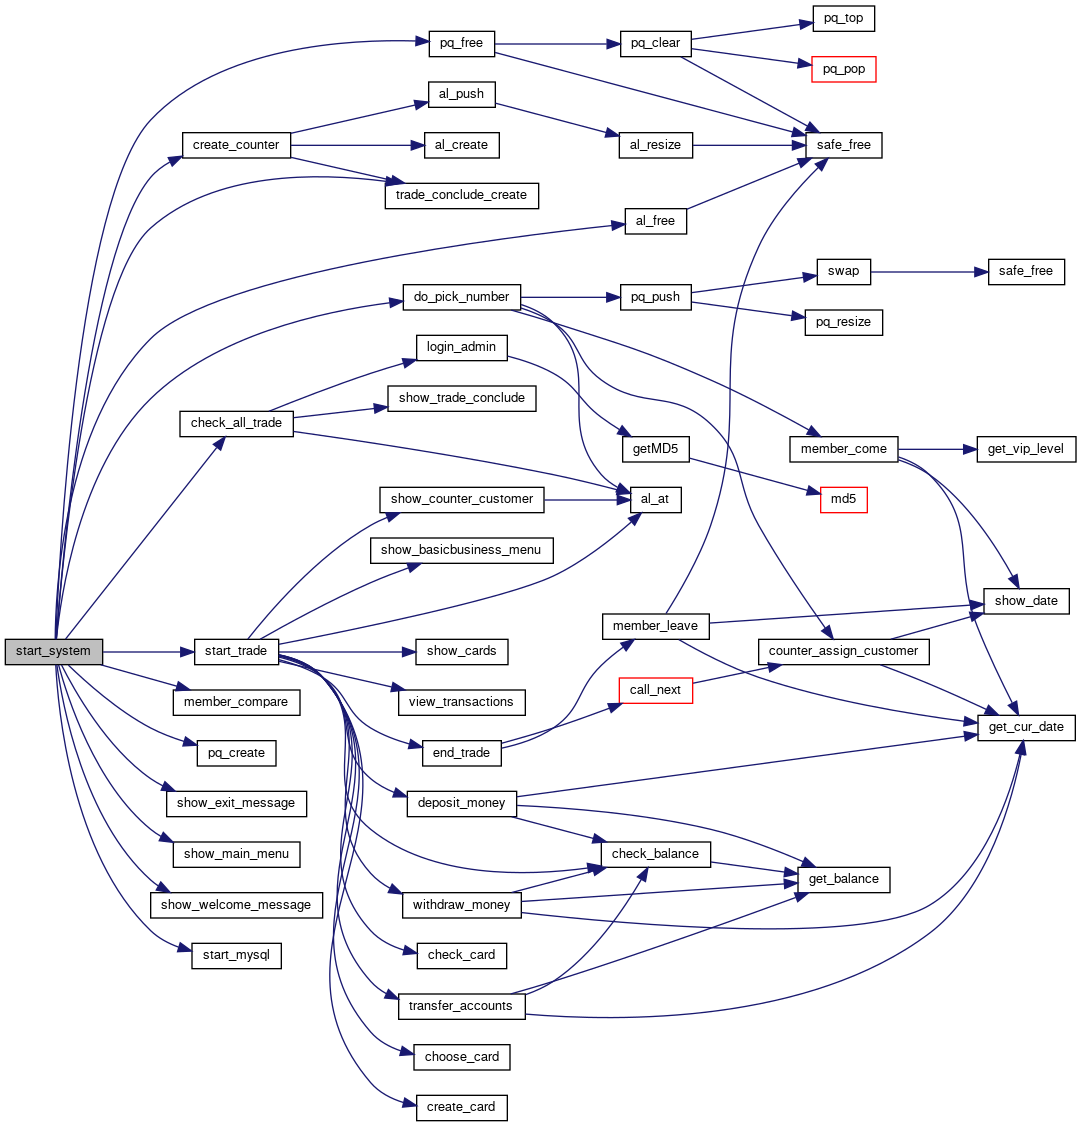 pq_top
pq_free
pq_clear
pq_pop
al_push
create_counter
al_create
al_resize
safe_free
trade_conclude_create
al_free
swap
safe_free
do_pick_number
pq_push
pq_resize
login_admin
show_trade_conclude
check_all_trade
getMD5
member_come
get_vip_level
show_counter_customer
al_at
md5
show_basicbusiness_menu
show_date
member_leave
start_system
start_trade
show_cards
counter_assign_customer
call_next
member_compare
view_transactions
get_cur_date
pq_create
end_trade
show_exit_message
deposit_money
show_main_menu
check_balance
get_balance
show_welcome_message
withdraw_money
start_mysql
check_card
transfer_accounts
choose_card
create_card